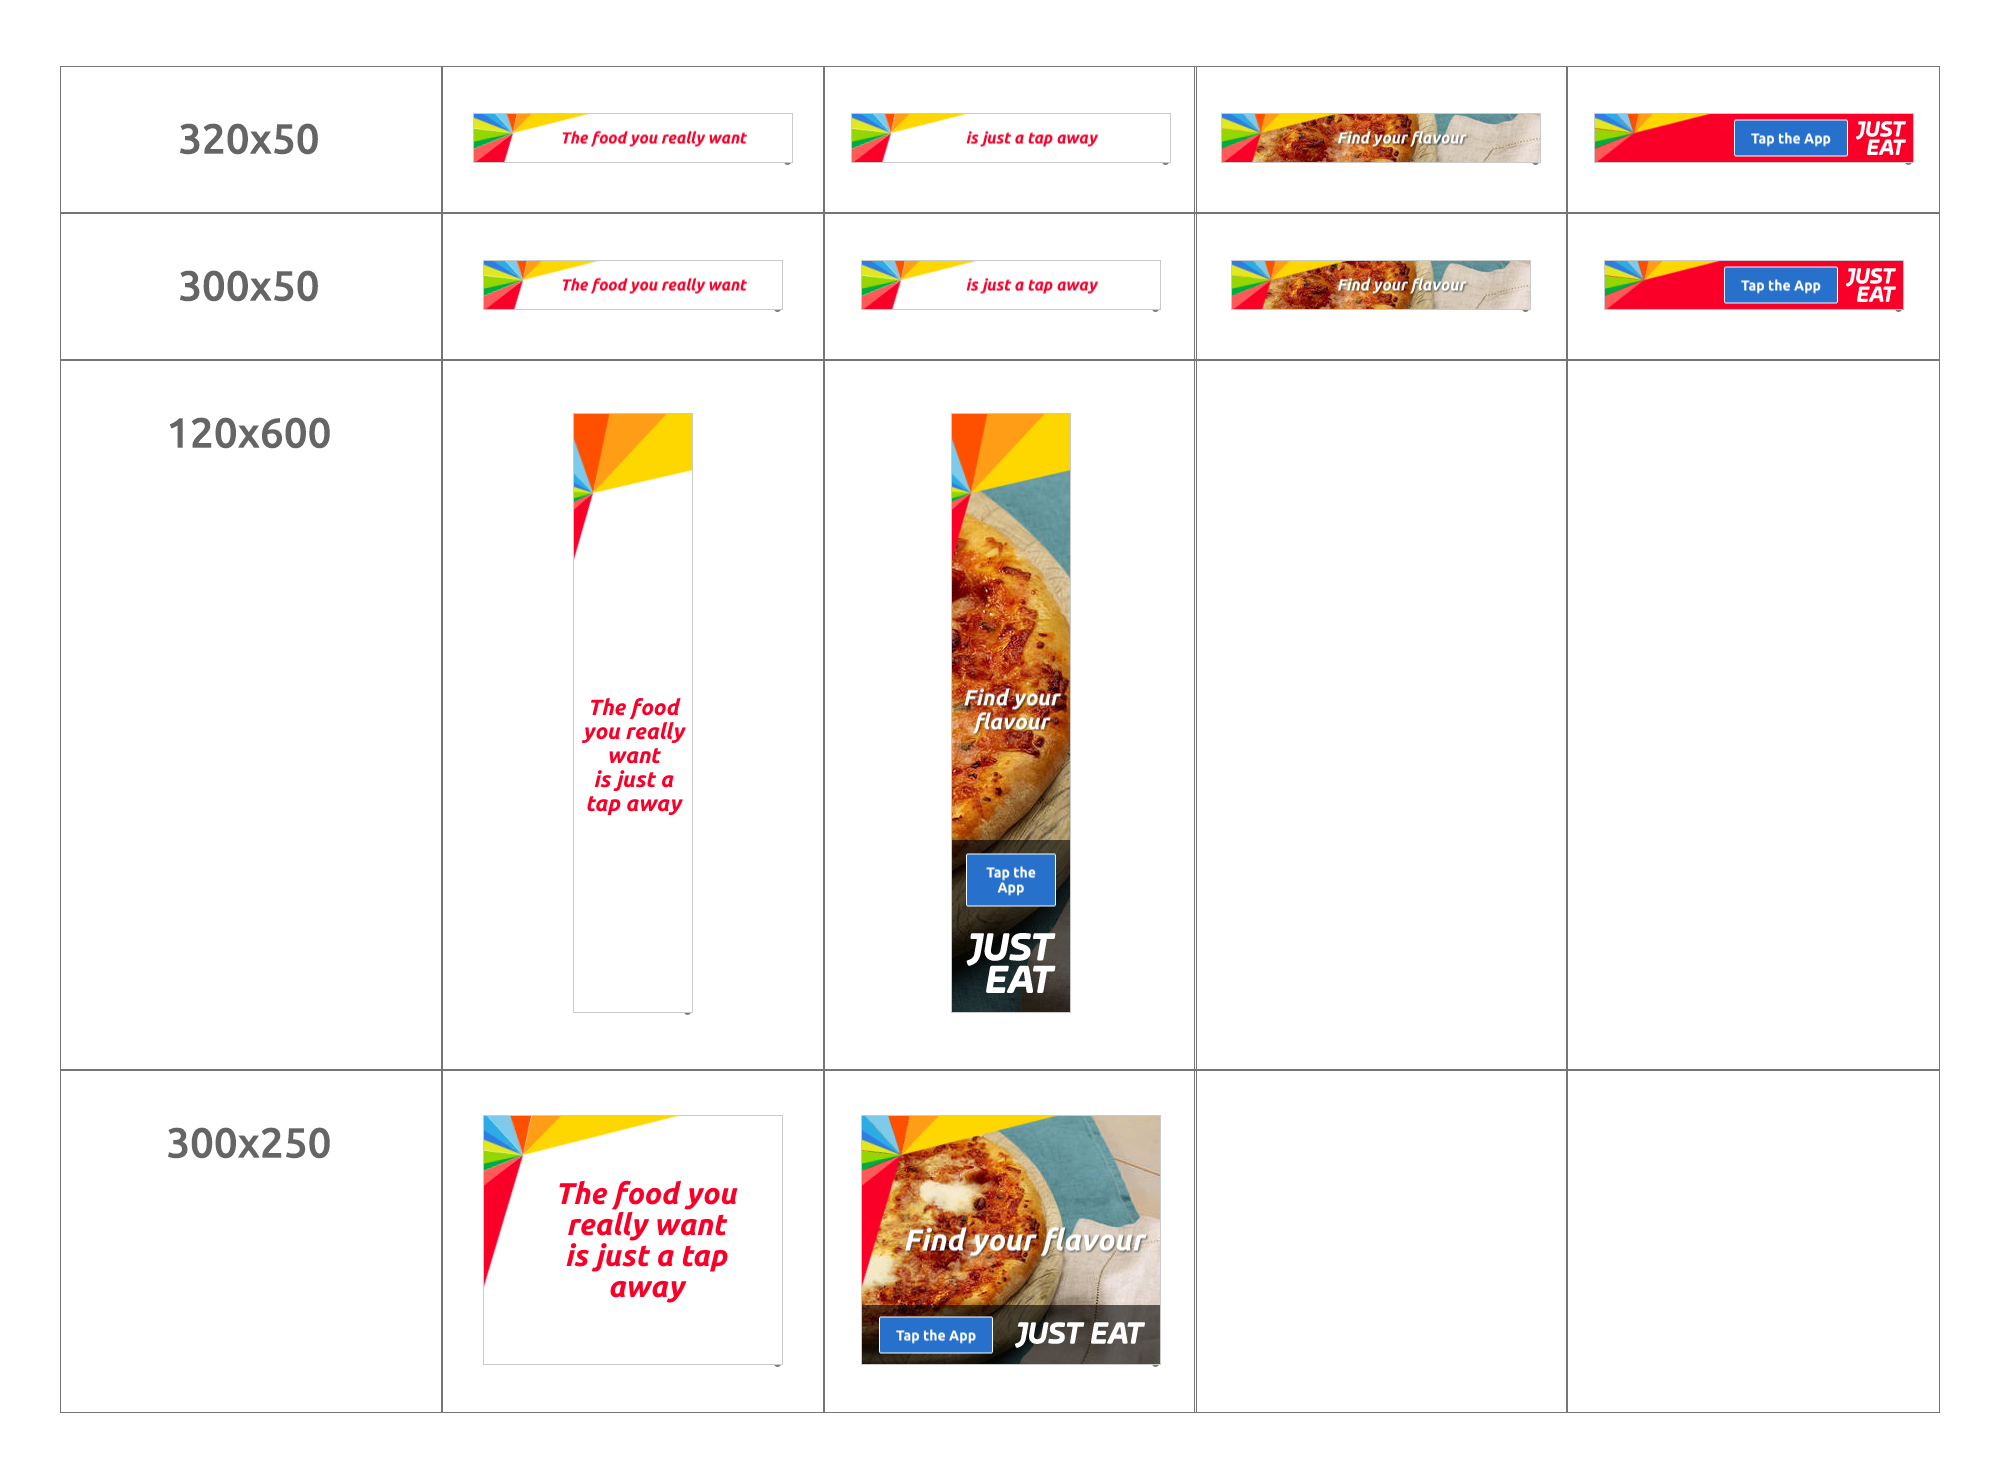 320x50
The food you really want
is just a tap away
Find your flavour
Tap the App
JUST
EAT
300x50
The food you really want
is just a tap away
Find your flavour
Tap the App
JUST
EAT
120x600
The food
you really
want
is just a
tap away
Find your
flavour
Tap the
App
JUST
EAT
300x250
The food you
really want
is just a tap
away
Find your flavour
Tap the App
JUST EAT